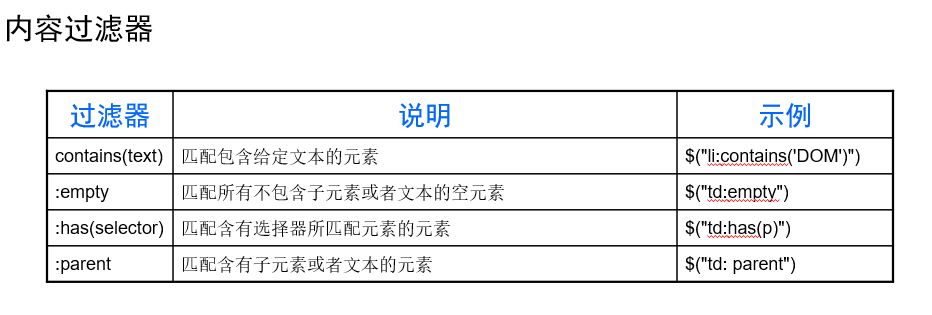 内容过滤器
过滤器 说明 示例
contains(text) 匹配包含给定文本的元素 $("li:contains('DOM')")
:empty 匹配所有不包含子元素或者文本的空元素 $("td:empty")
:has(selector) 匹配含有选择器所匹配元素的元素 $("td:has(p)")
:parent 匹配含有子元素或者文本的元素 $("td: parent")